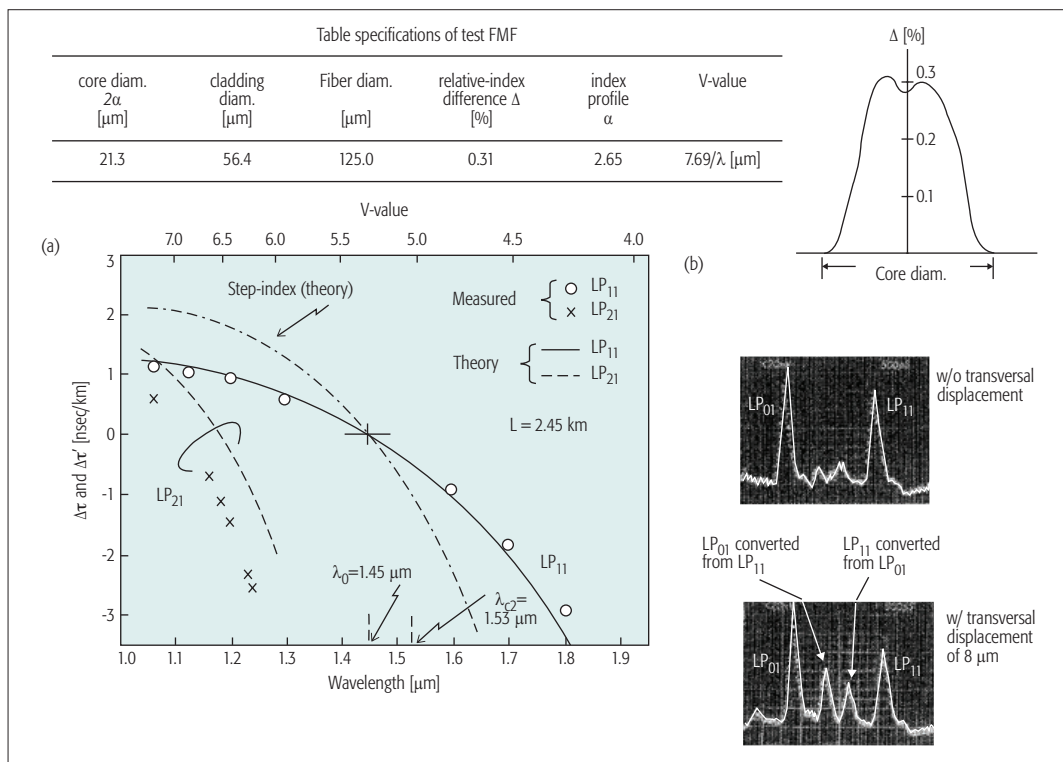 Table specifications of test FMF
core diam.
2α
[μm]
cladding
diam.
[μm]
Fiber diam.
[μm]
relative-index
difference Δ
[%]
index
profile
α
V-value
21.3 56.4 125.0 0.31 2.65 7.69/λ [μm]
Δ [%]
0.3
0.2
0.1
Core diam.
(a)
V-value
7.0 6.5 6.0 5.5 5.0 4.5 4.0
3
2
1
0
-1
-2
-3
Δτ and Δτ′ [nsec/km]
Step-index (theory)
Measured
LP11
LP21
Theory
LP11
LP21
L = 2.45 km
LP21
LP11
λ0=1.45 μm
λc2=
1.53 μm
1.0 1.1 1.2 1.3 1.4 1.5 1.6 1.7 1.8 1.9
Wavelength [μm]
(b)
LP01
LP11
w/o transversal
displacement
LP01 converted
from LP11
LP11 converted
from LP01
LP01
LP11
w/ transversal
displacement
of 8 μm